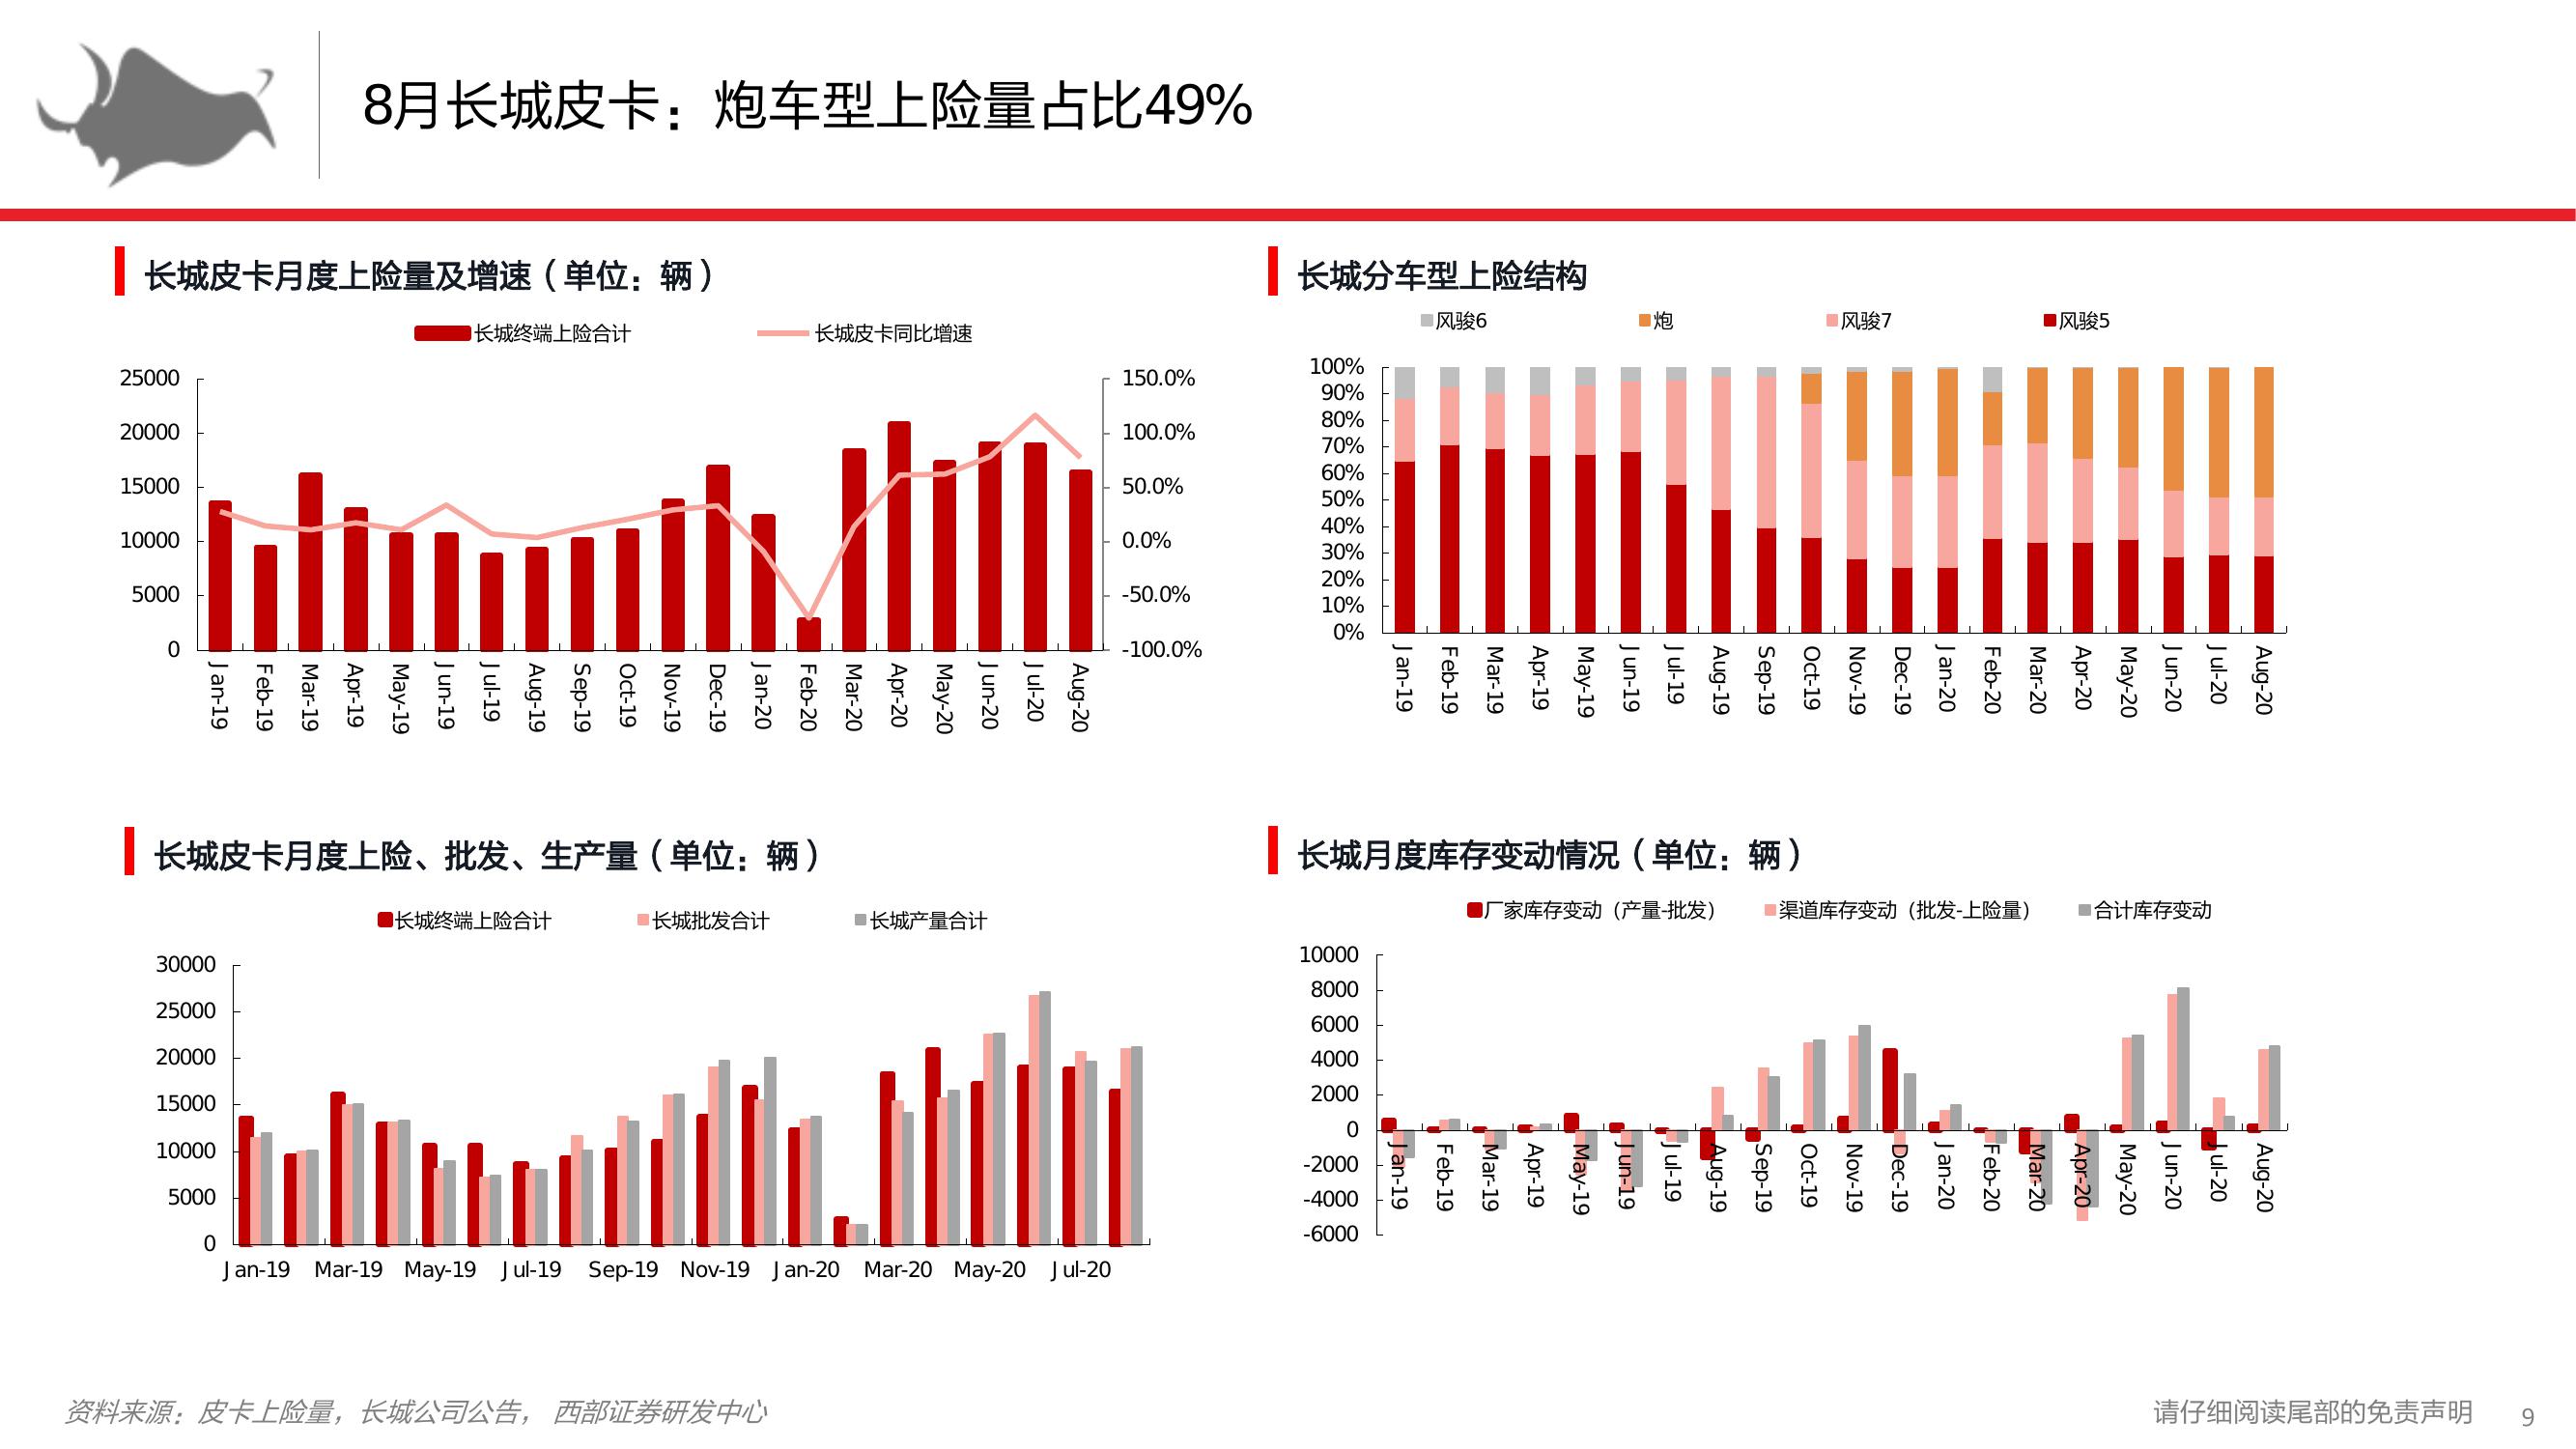 8月长城皮卡：炮车型上险量占比49%
长城皮卡月度上险量及增速（单位：辆）
长城终端上险合计
长城皮卡同比增速
25000
20000
15000
10000
5000
0
150.0%
100.0%
50.0%
0.0%
-50.0%
-100.0%
Jan-19
Feb-19
Mar-19
Apr-19
May-19
Jun-19
Jul-19
Aug-19
Sep-19
Oct-19
Nov-19
Dec-19
Jan-20
Feb-20
Mar-20
Apr-20
May-20
Jun-20
Jul-20
Aug-20
长城分车型上险结构
风骏6
炮
风骏7
风骏5
100%
90%
80%
70%
60%
50%
40%
30%
20%
10%
0%
Jan-19
Feb-19
Mar-19
Apr-19
May-19
Jun-19
Jul-19
Aug-19
Sep-19
Oct-19
Nov-19
Dec-19
Jan-20
Feb-20
Mar-20
Apr-20
May-20
Jun-20
Jul-20
Aug-20
长城皮卡月度上险、批发、生产量（单位：辆）
长城终端上险合计
长城批发合计
长城产量合计
30000
25000
20000
15000
10000
5000
0
Jan-19
Mar-19
May-19
Jul-19
Sep-19
Nov-19
Jan-20
Mar-20
May-20
Jul-20
长城月度库存变动情况（单位：辆）
厂家库存变动（产量-批发）
渠道库存变动（批发-上险量）
合计库存变动
10000
8000
6000
4000
2000
0
-2000
-4000
-6000
Jan-19
Feb-19
Mar-19
Apr-19
May-19
Jun-19
Jul-19
Aug-19
Sep-19
Oct-19
Nov-19
Dec-19
Jan-20
Feb-20
Mar-20
Apr-20
May-20
Jun-20
Jul-20
Aug-20
资料来源：皮卡上险量，长城公司公告， 西部证券研发中心
请仔细阅读尾部的免责声明
9